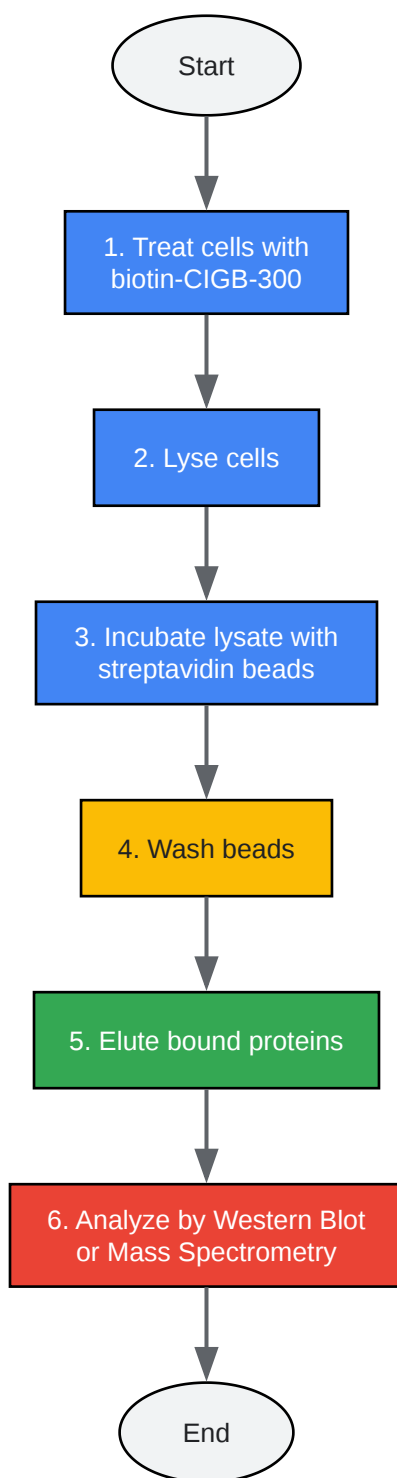 Start
1. Treat cells with
biotin-CIGB-300
2. Lyse cells
3. Incubate lysate with
streptavidin beads
4. Wash beads
5. Elute bound proteins
6. Analyze by Western Blot
or Mass Spectrometry
End